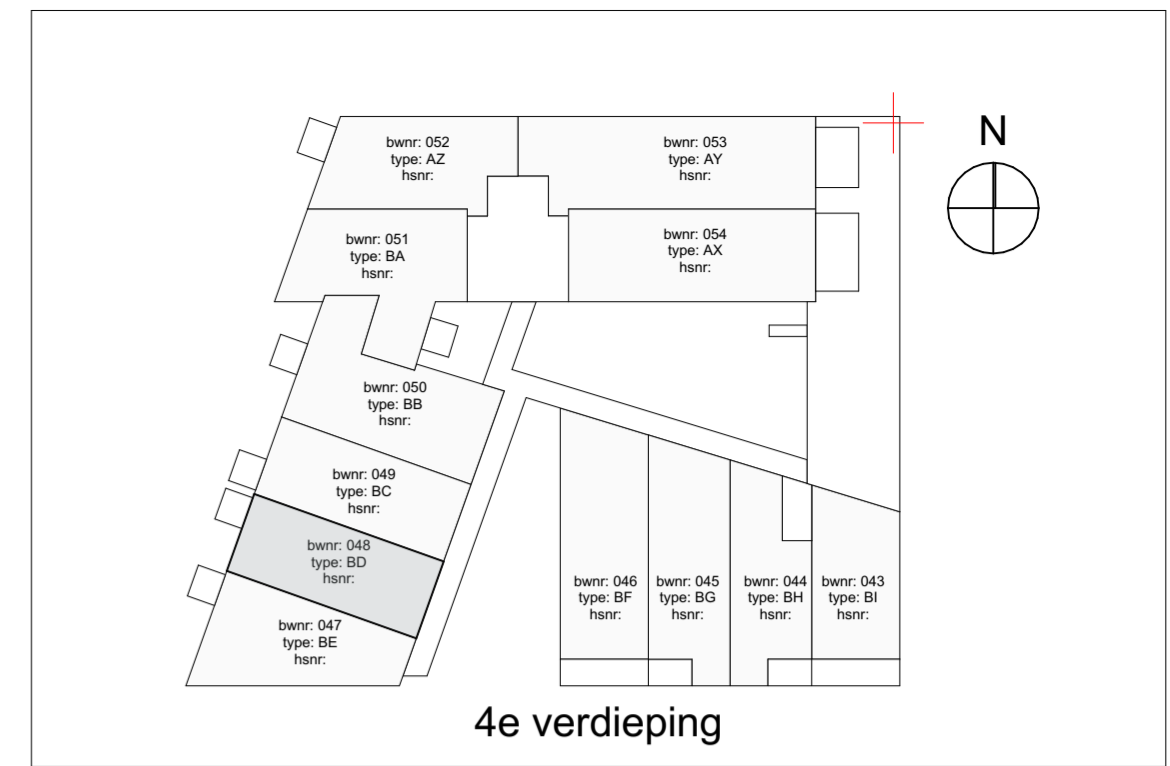 N
bwnr: 052
type: AZ
hsnr:
bwnr: 053
type: AY
hsnr:
bwnr: 051
type: BA
hsnr:
bwnr: 054
type: AX
hsnr:
bwnr: 050
type: BB
hsnr:
bwnr: 049
type: BC
hsnr:
bwnr: 048
type: BD
hsnr:
bwnr: 047
type: BE
hsnr:
bwnr: 046
type: BF
hsnr:
bwnr: 045
type: BG
hsnr:
bwnr: 044
type: BH
hsnr:
bwnr: 043
type: BI
hsnr:
4e verdieping